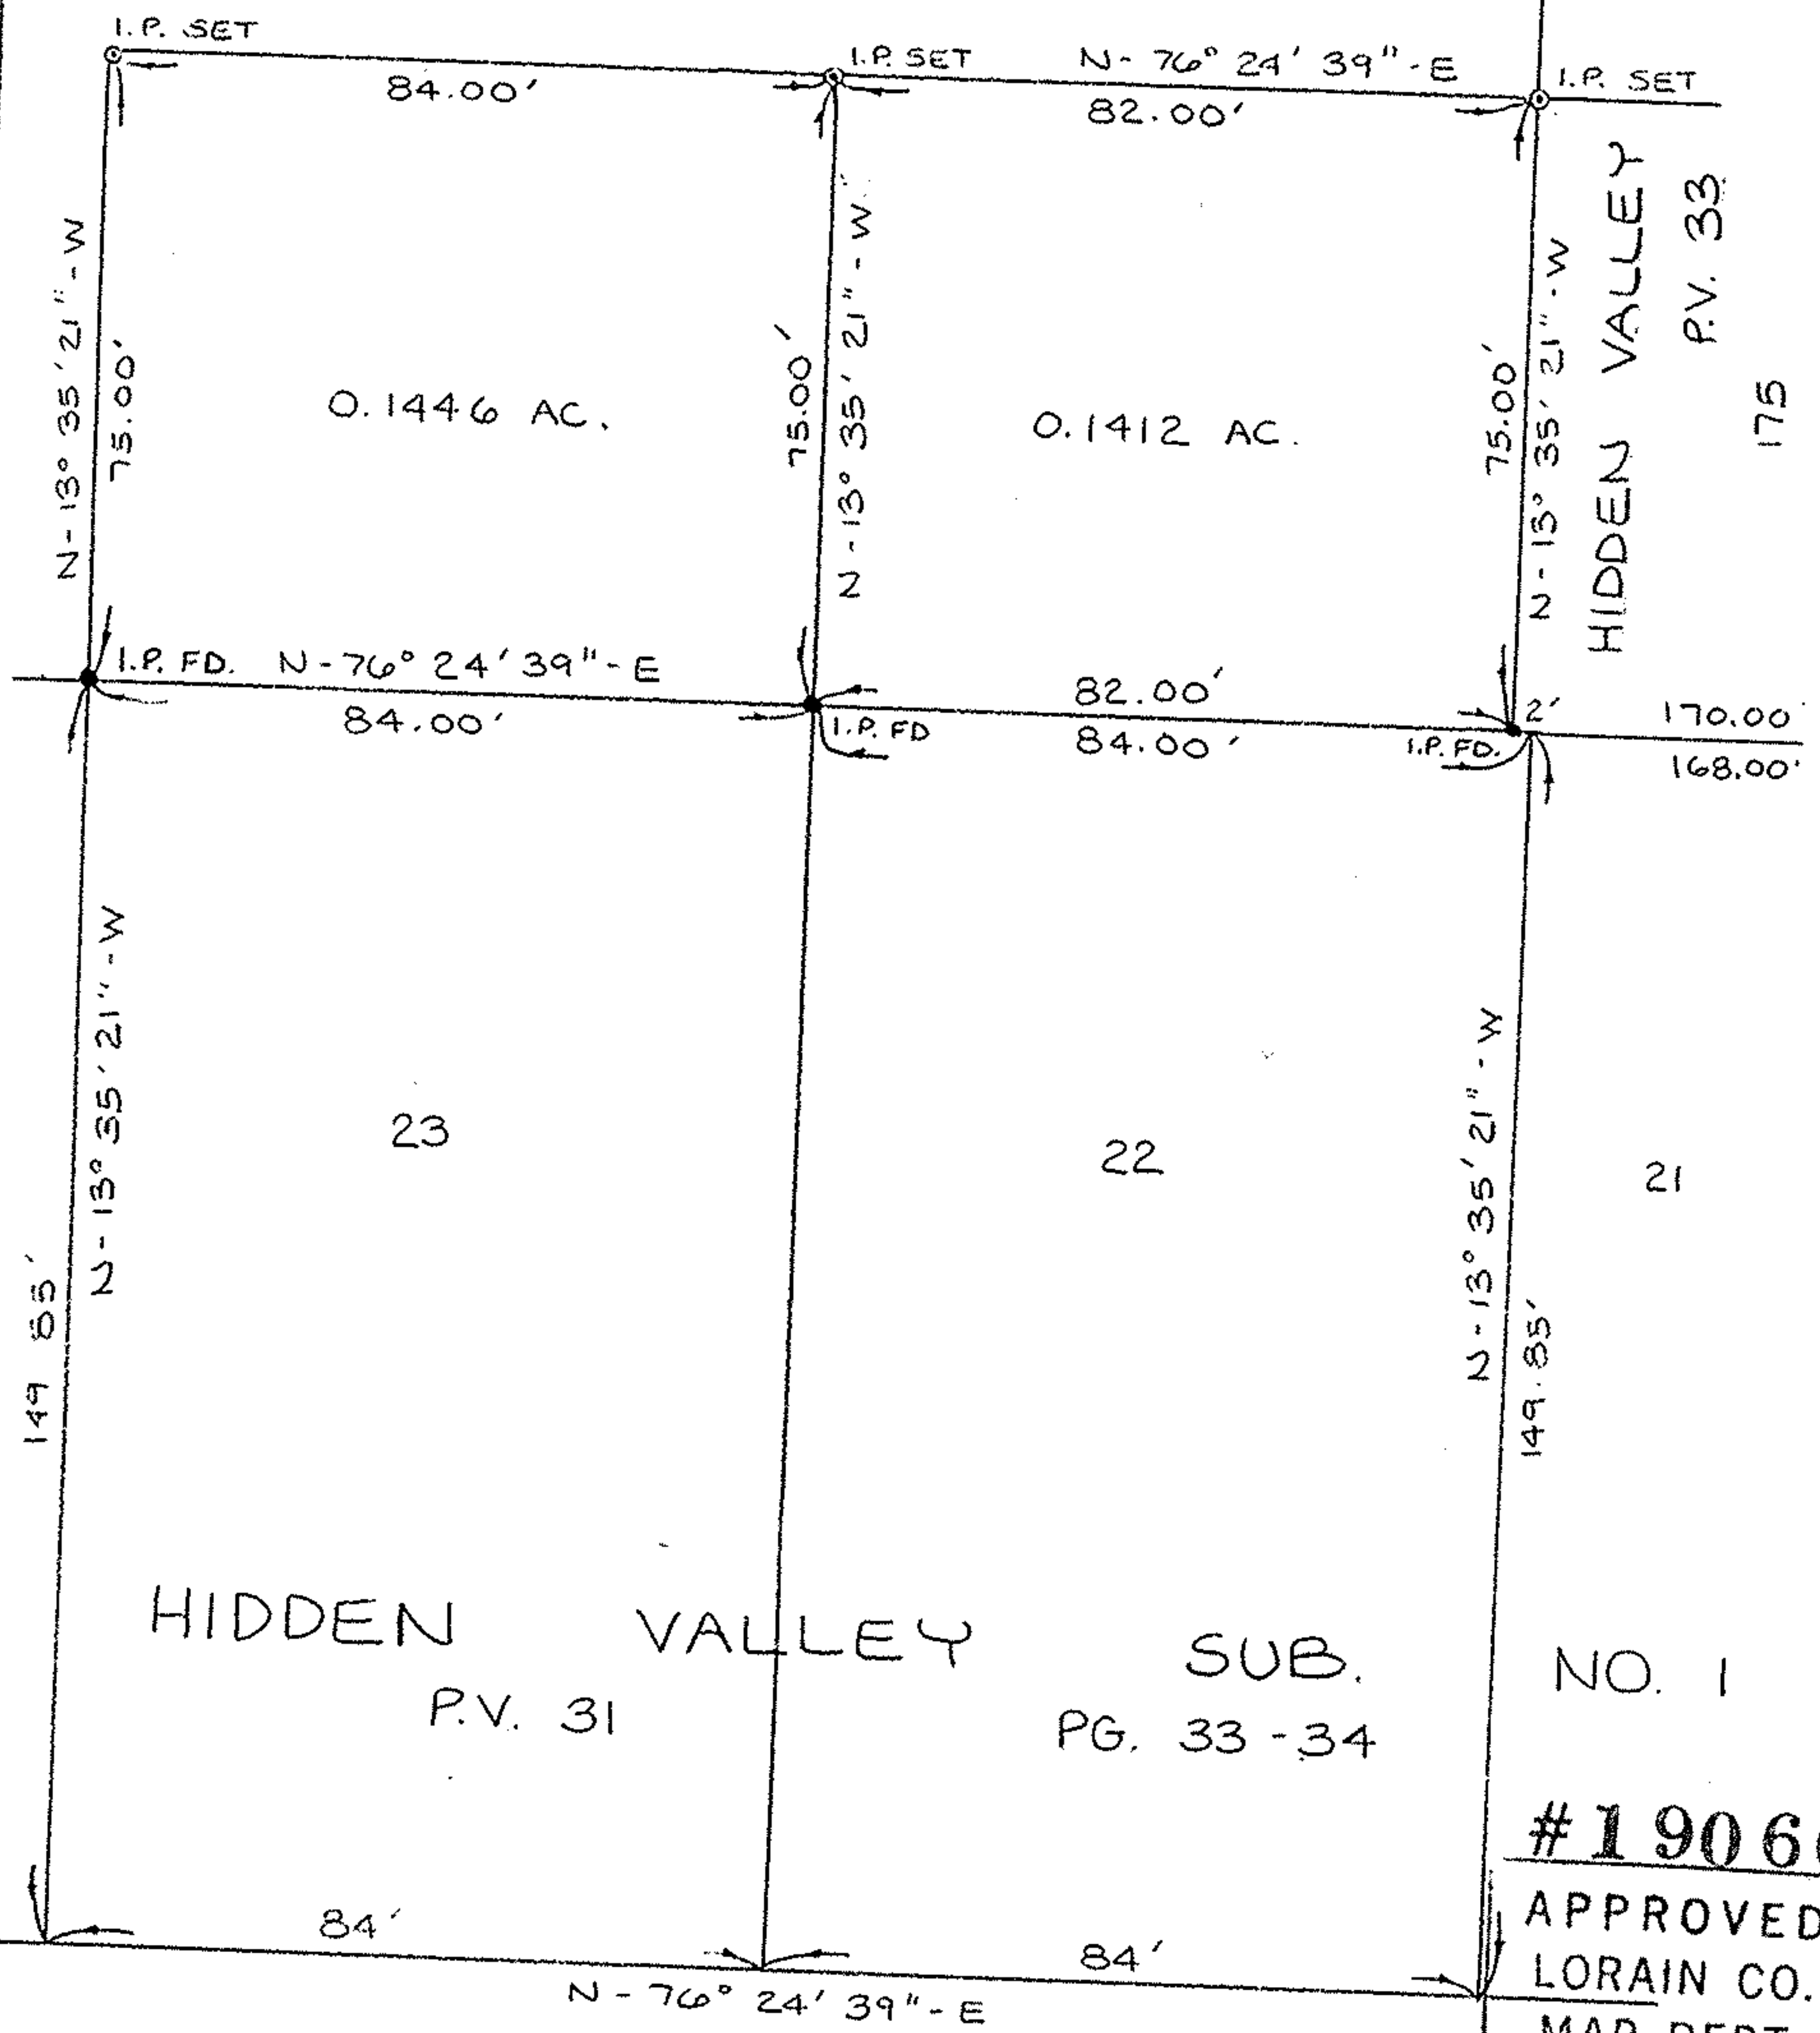 I.P. SET
I.P. SET
N- 76° 24' 39"-E
I.P. SET
84.00'
82.00'
N-13° 35' 21"-W
75.00'
0.1446 AC.
75.00'
N-13° 35' 21"-W
0.1412 AC.
75.00'
N-13° 35' 21"-W
HIDDEN VALLEY
P.V. 33
175
I.P. FD.
N-76° 24' 39"-E
84.00'
I.P. FD
82.00'
84.00'
I.P. FD.
2'
170.00
168.00'
N-13° 35' 21"-W
149 85'
23
22
N-13° 35' 21"-W
149.85'
21
HIDDEN VALLEY SUB. NO. 1
P.V. 31 PG. 33-34
#1906
APPROVED
LORAIN CO.
MAP DEPT
84'
84'
N-76° 24' 39"-E